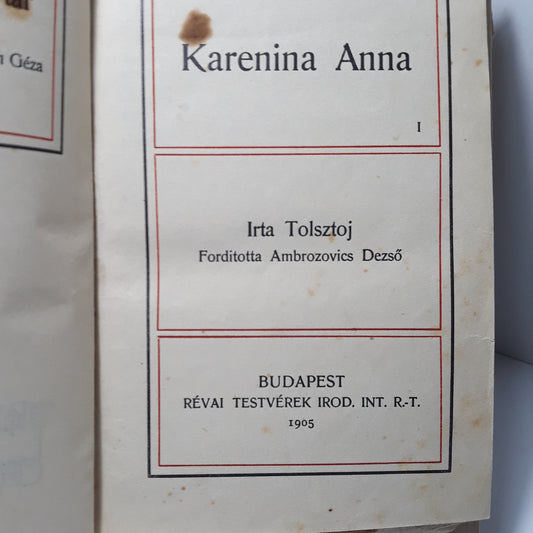 Géza
Karenina Anna
I
Irta Tolsztoj
Forditotta Ambrozovics Dezső
BUDAPEST
RÉVAI TESTVÉREK IROD. INT. R.-T.
1905